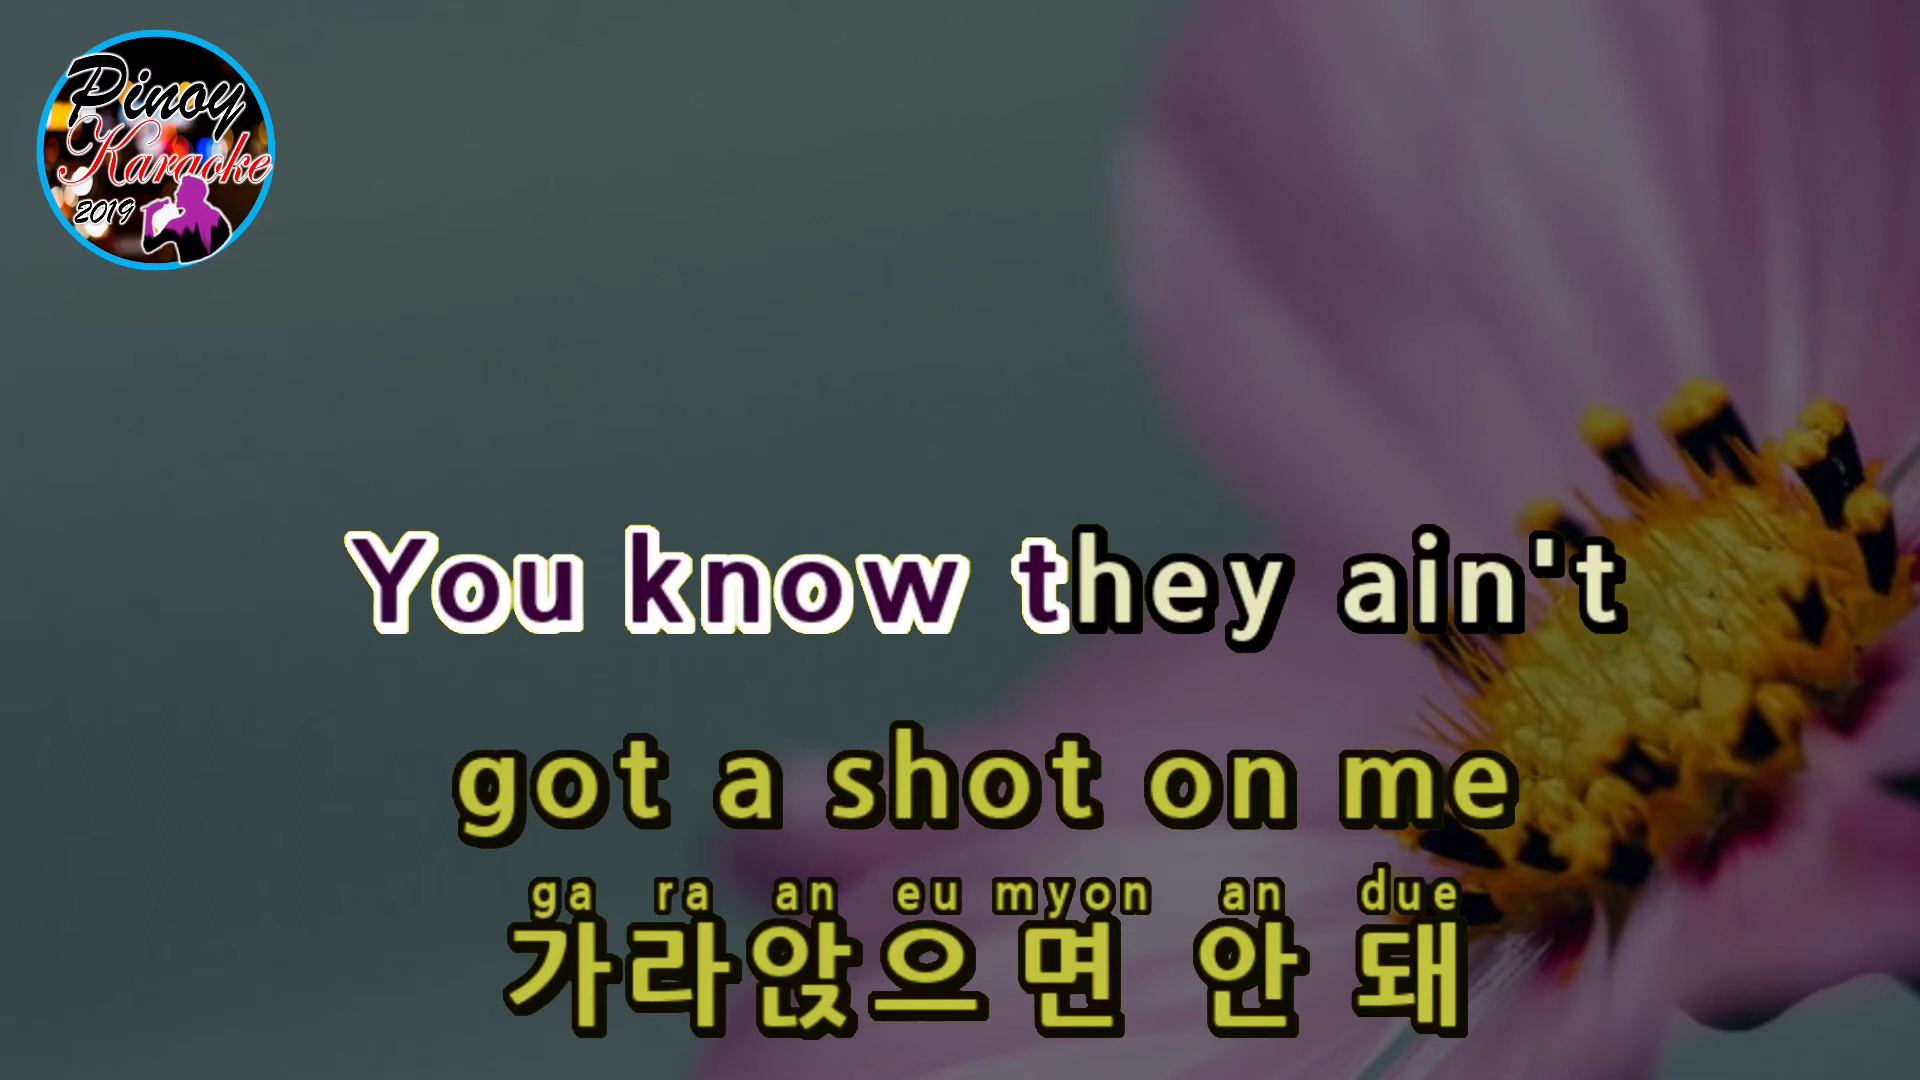 Pinoy
Karaoke
2019
You know they ain't
got a shot on me
ga ra an eu myon an due
가라앉으면 안 돼